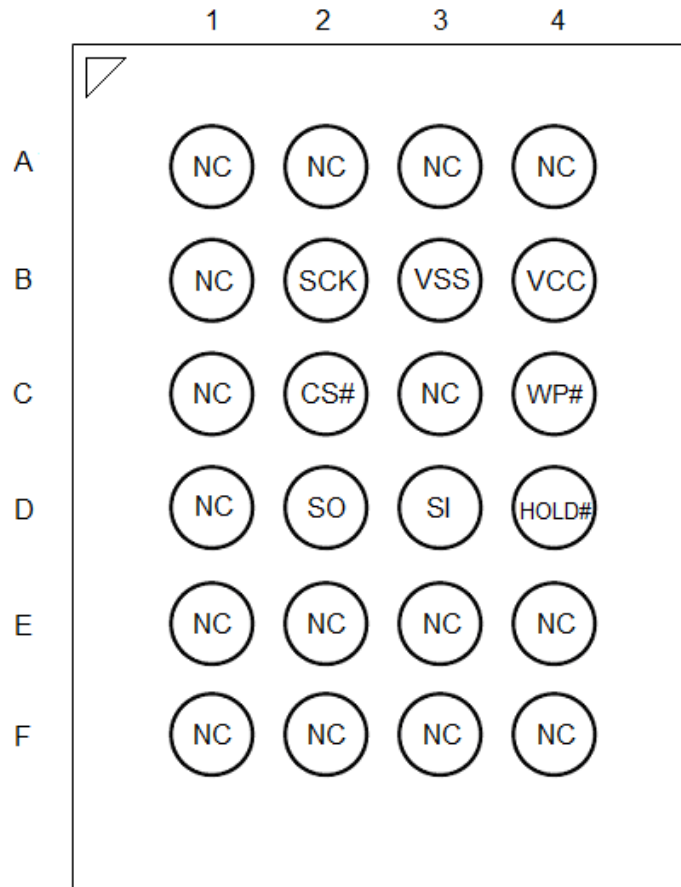 1 2 3 4
A NC NC NC NC
B NC SCK VSS VCC
C NC CS# NC WP#
D NC SO SI HOLD#
E NC NC NC NC
F NC NC NC NC